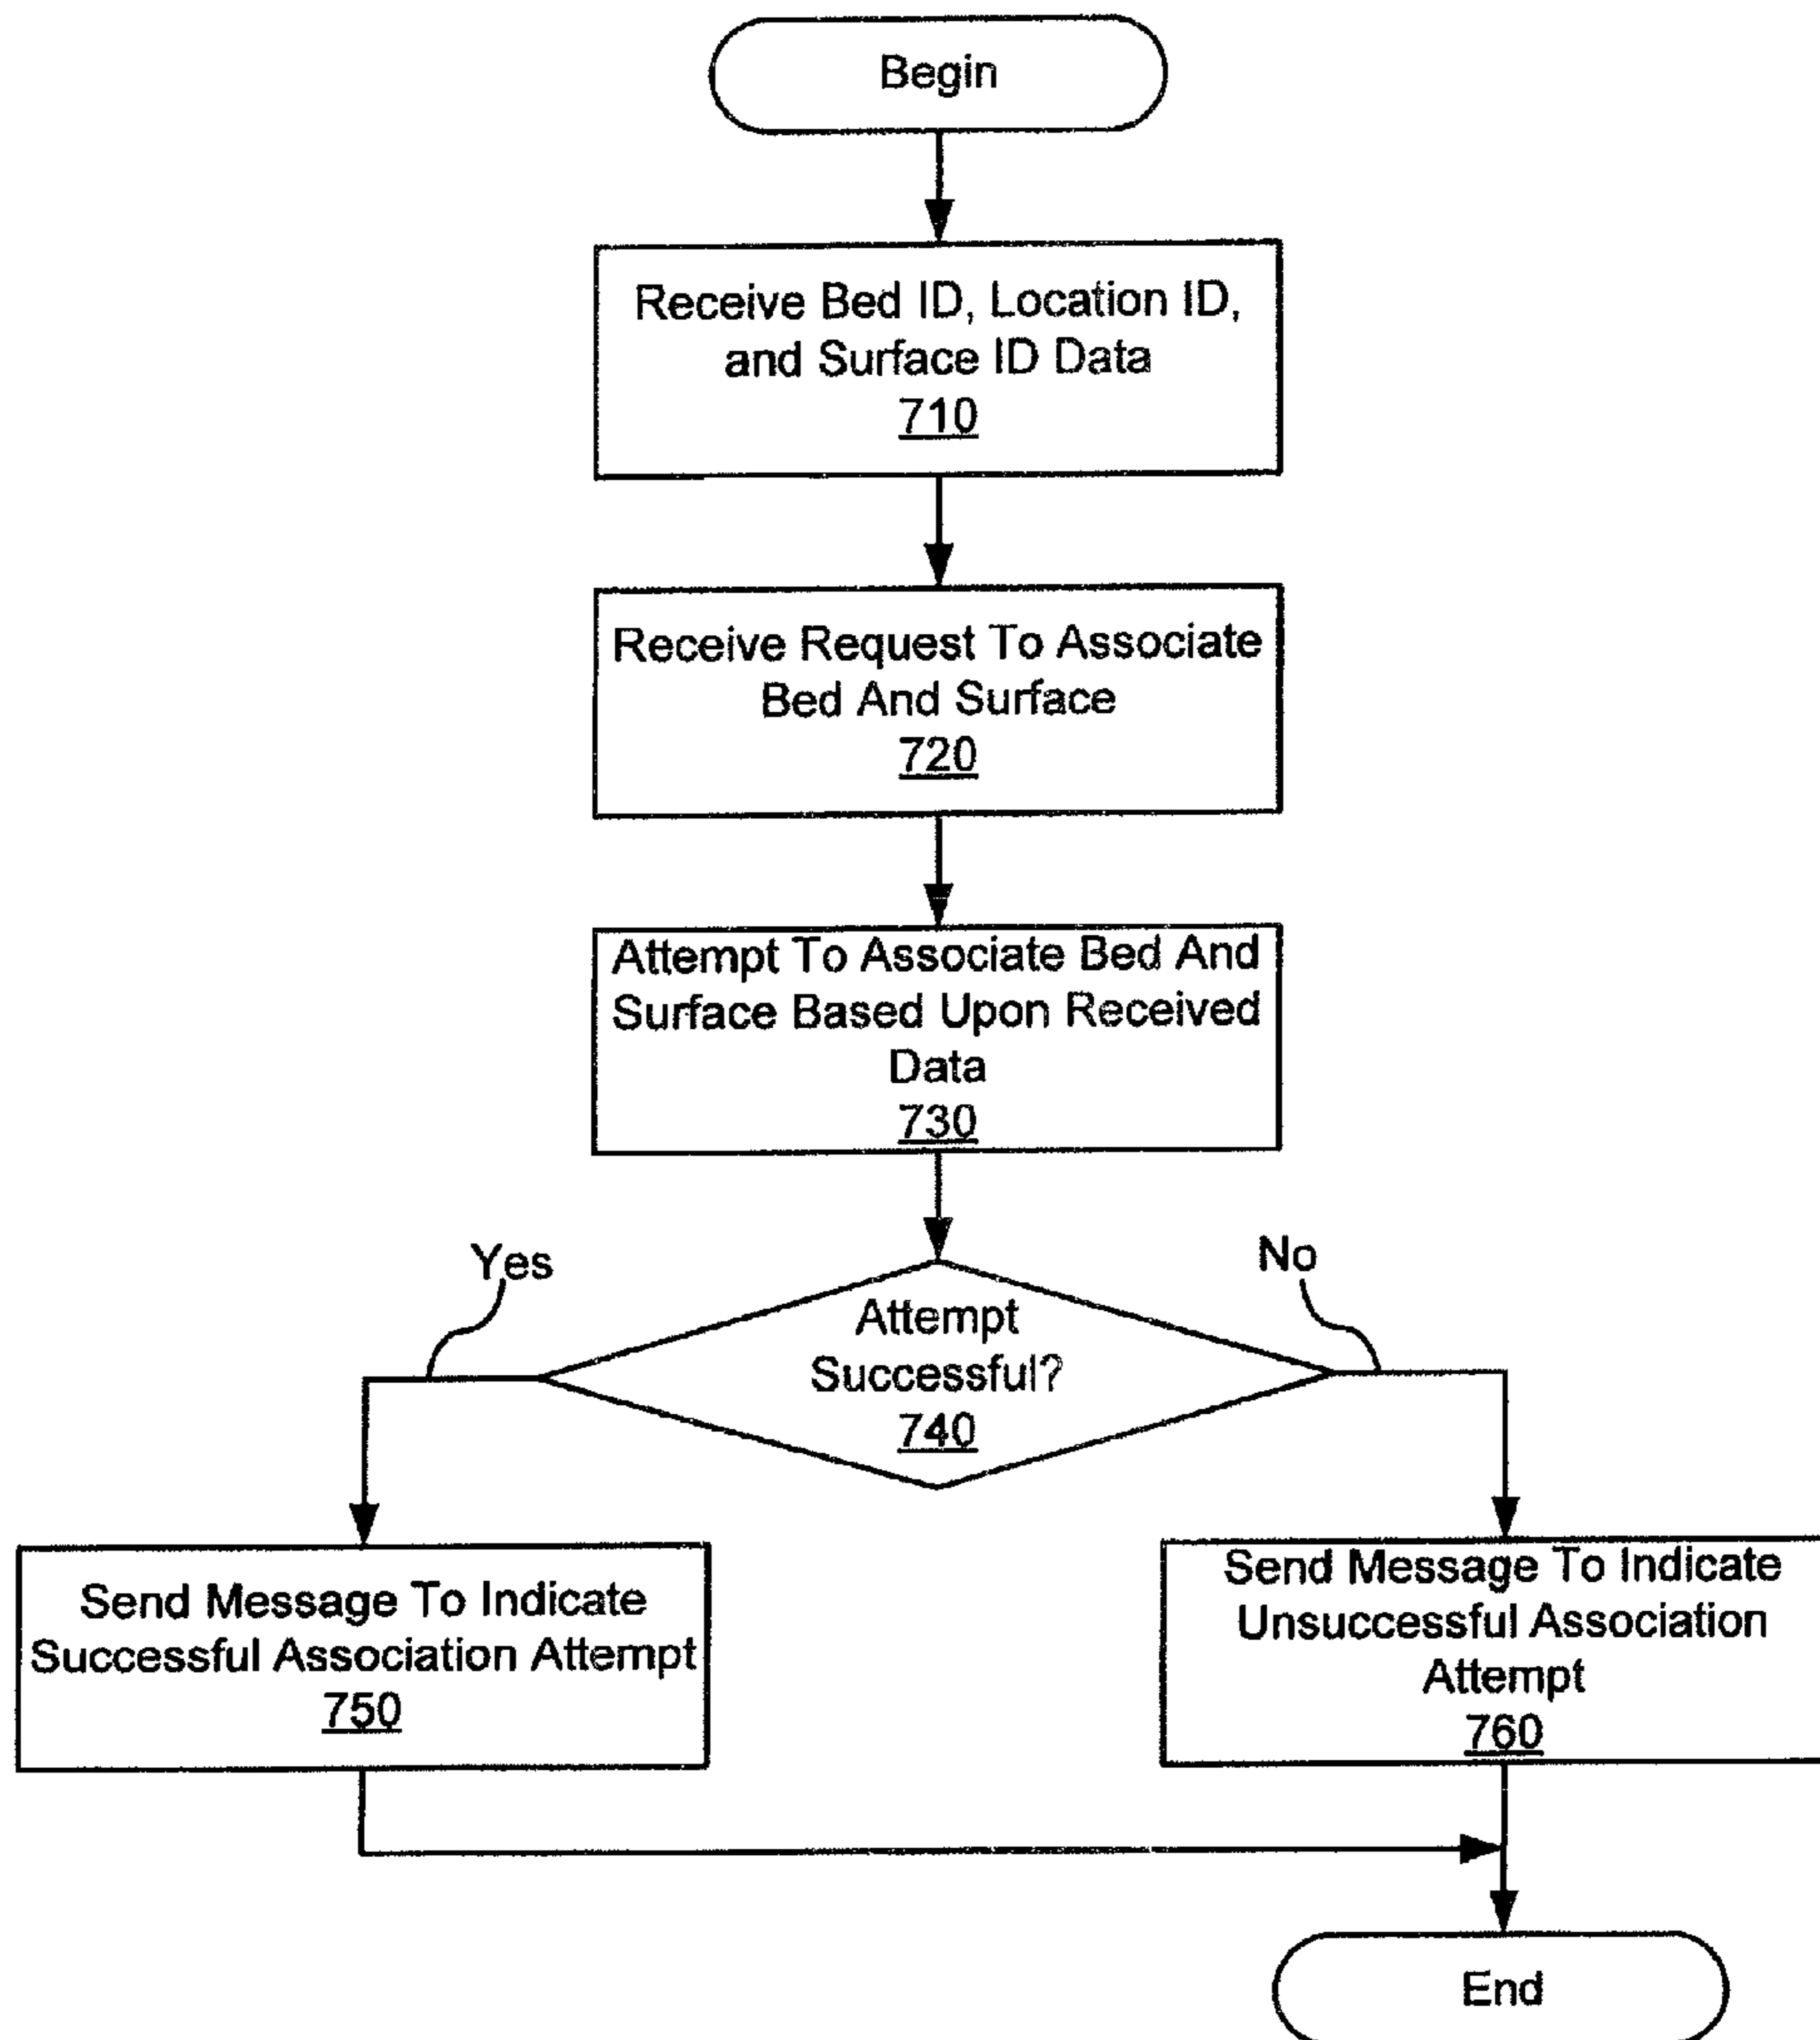 Begin
Receive Bed ID, Location ID,
and Surface ID Data
710
Receive Request To Associate
Bed And Surface
720
Attempt To Associate Bed And
Surface Based Upon Received
Data
730
Yes
No
Attempt
Successful?
740
Send Message To Indicate
Successful Association Attempt
750
Send Message To Indicate
Unsuccessful Association
Attempt
760
End